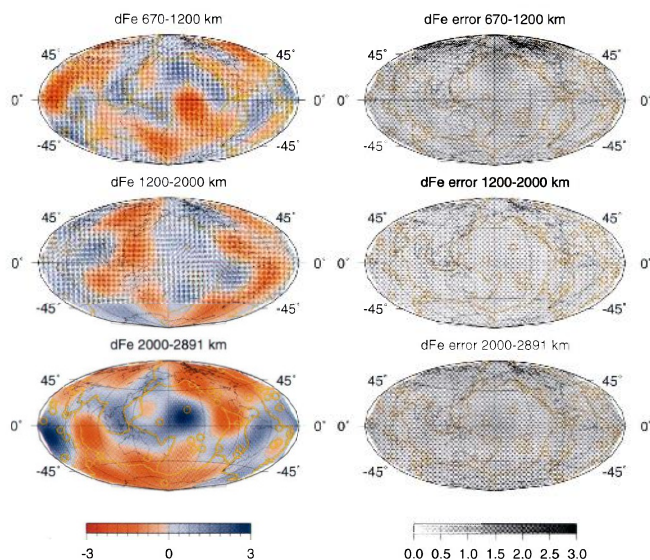 dFe 670-1200 km
dFe error 670-1200 km
45° 45° 45° 45°
0° 0° 0° 0°
-45° -45° -45° -45°
dFe 1200-2000 km
dFe error 1200-2000 km
45° 45° 45° 45°
0° 0° 0° 0°
-45° -45° -45° -45°
dFe 2000-2891 km
dFe error 2000-2891 km
45° 45° 45° 45°
0° 0° 0° 0°
-45° -45° -45° -45°
-3 0 3
0.0 0.5 1.0 1.5 2.0 2.5 3.0